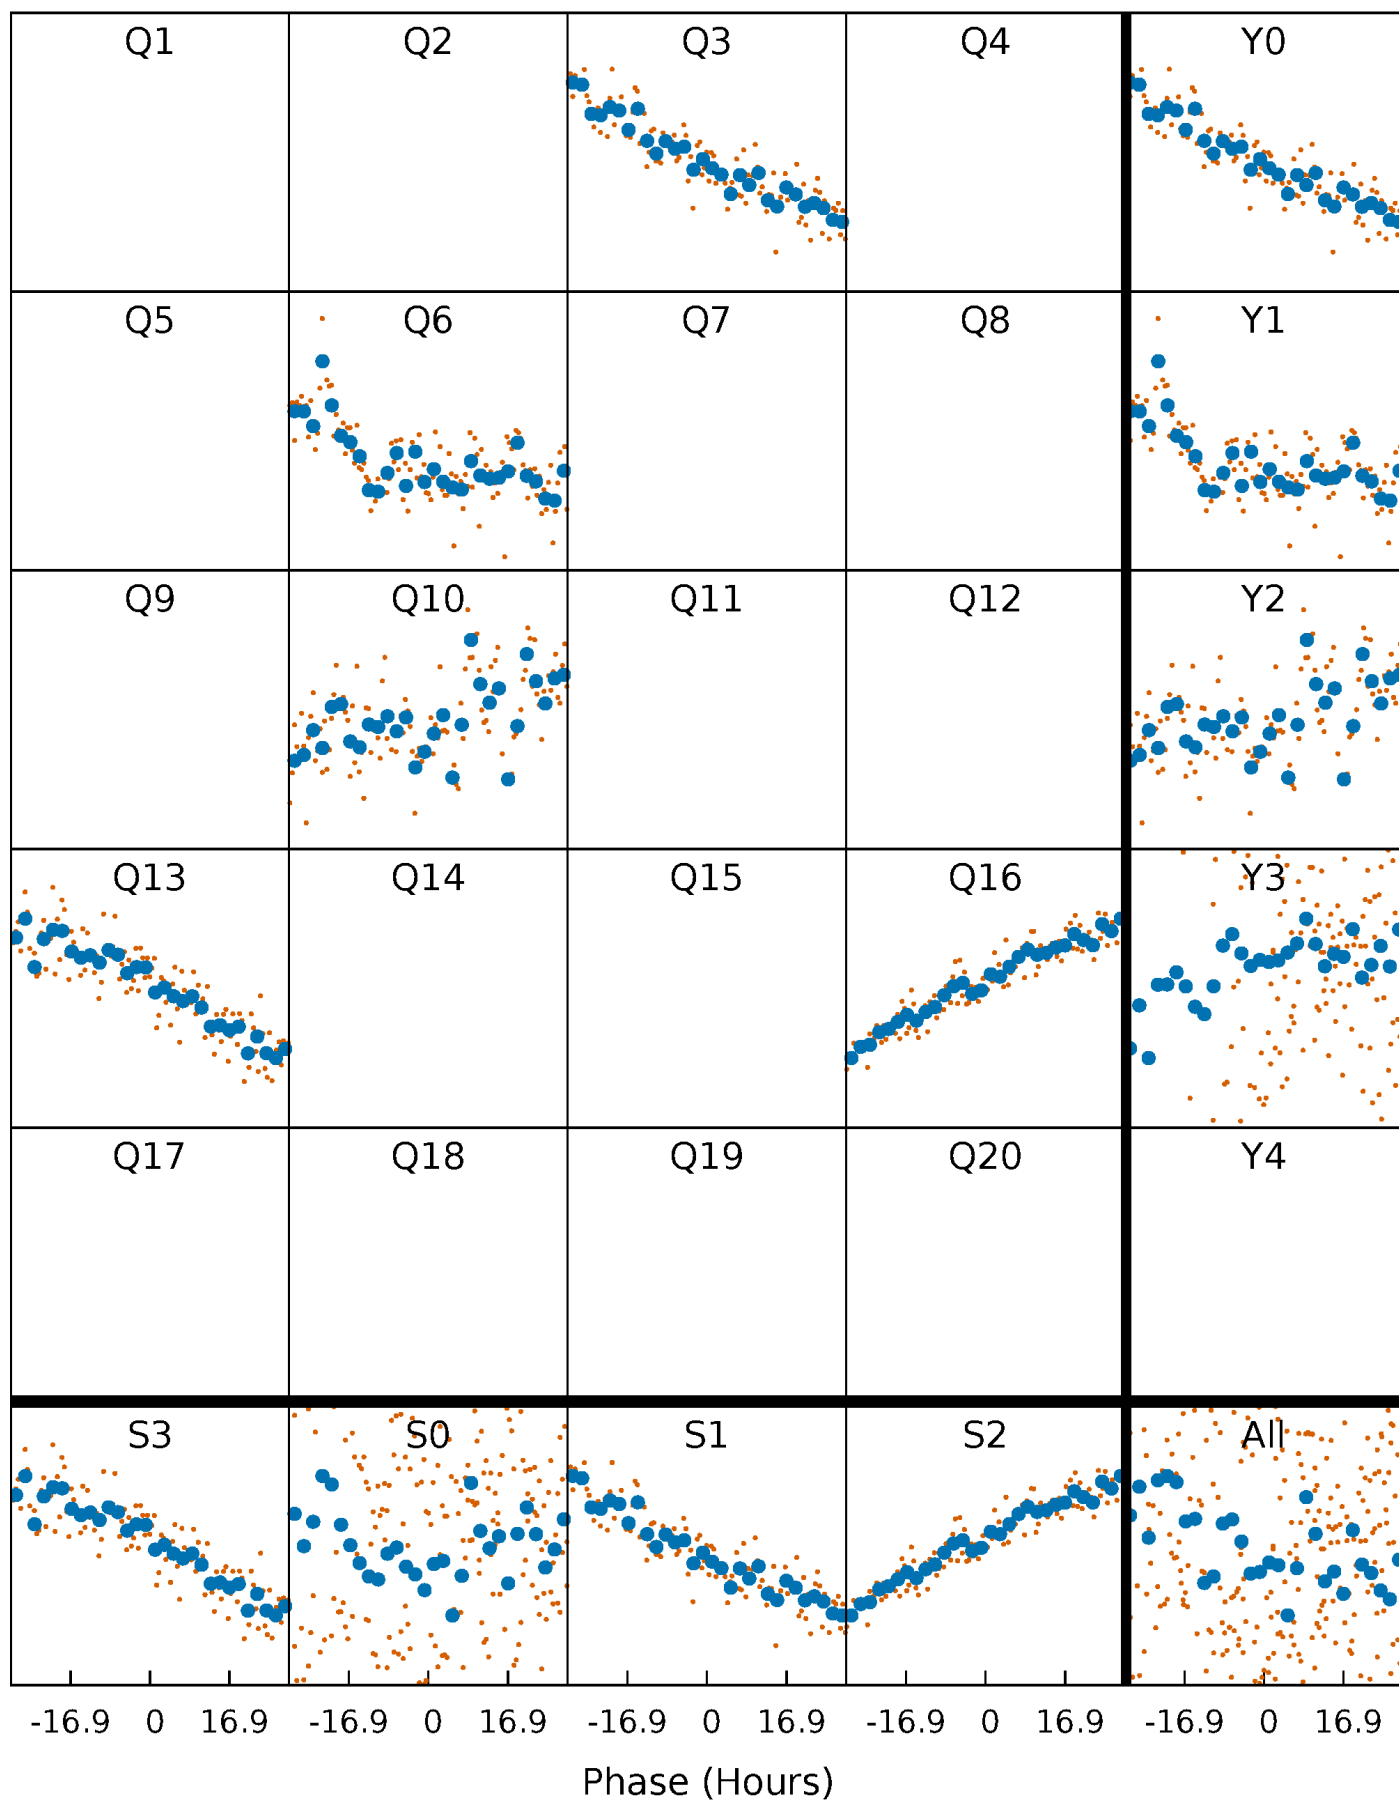 Q1 Q2 Q3 Q4 Y0
Q5 Q6 Q7 Q8 Y1
Q9 Q10 Q11 Q12 Y2
Q13 Q14 Q15 Q16 Y3
Q17 Q18 Q19 Q20 Y4
S3 S0 S1 S2 All
-16.9 0 16.9 -16.9 0 16.9 -16.9 0 16.9 -16.9 0 16.9 -16.9 0 16.9
Phase (Hours)